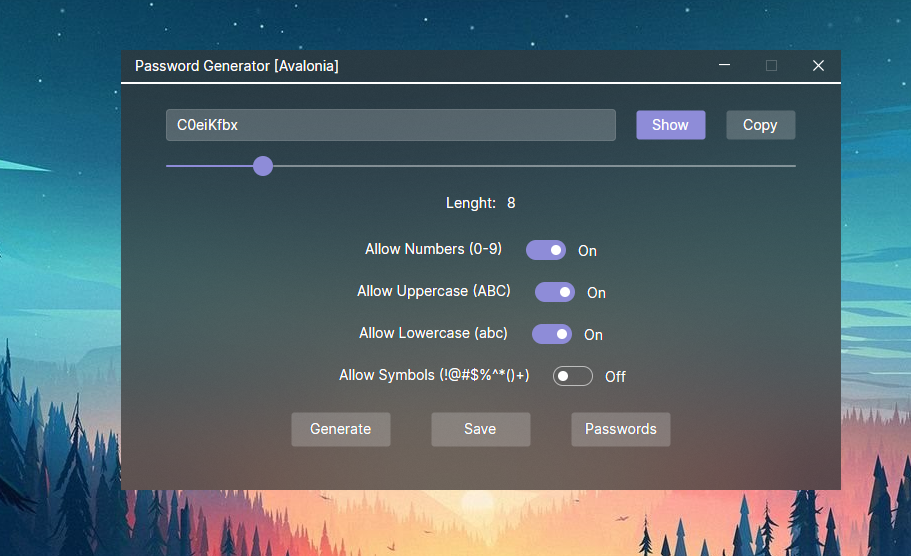 Password Generator [Avalonia]
C0eiKfbx Show Copy
Lenght: 8
Allow Numbers (0-9) On
Allow Uppercase (ABC) On
Allow Lowercase (abc) On
Allow Symbols (!@#$%^*()+) Off
Generate Save Passwords